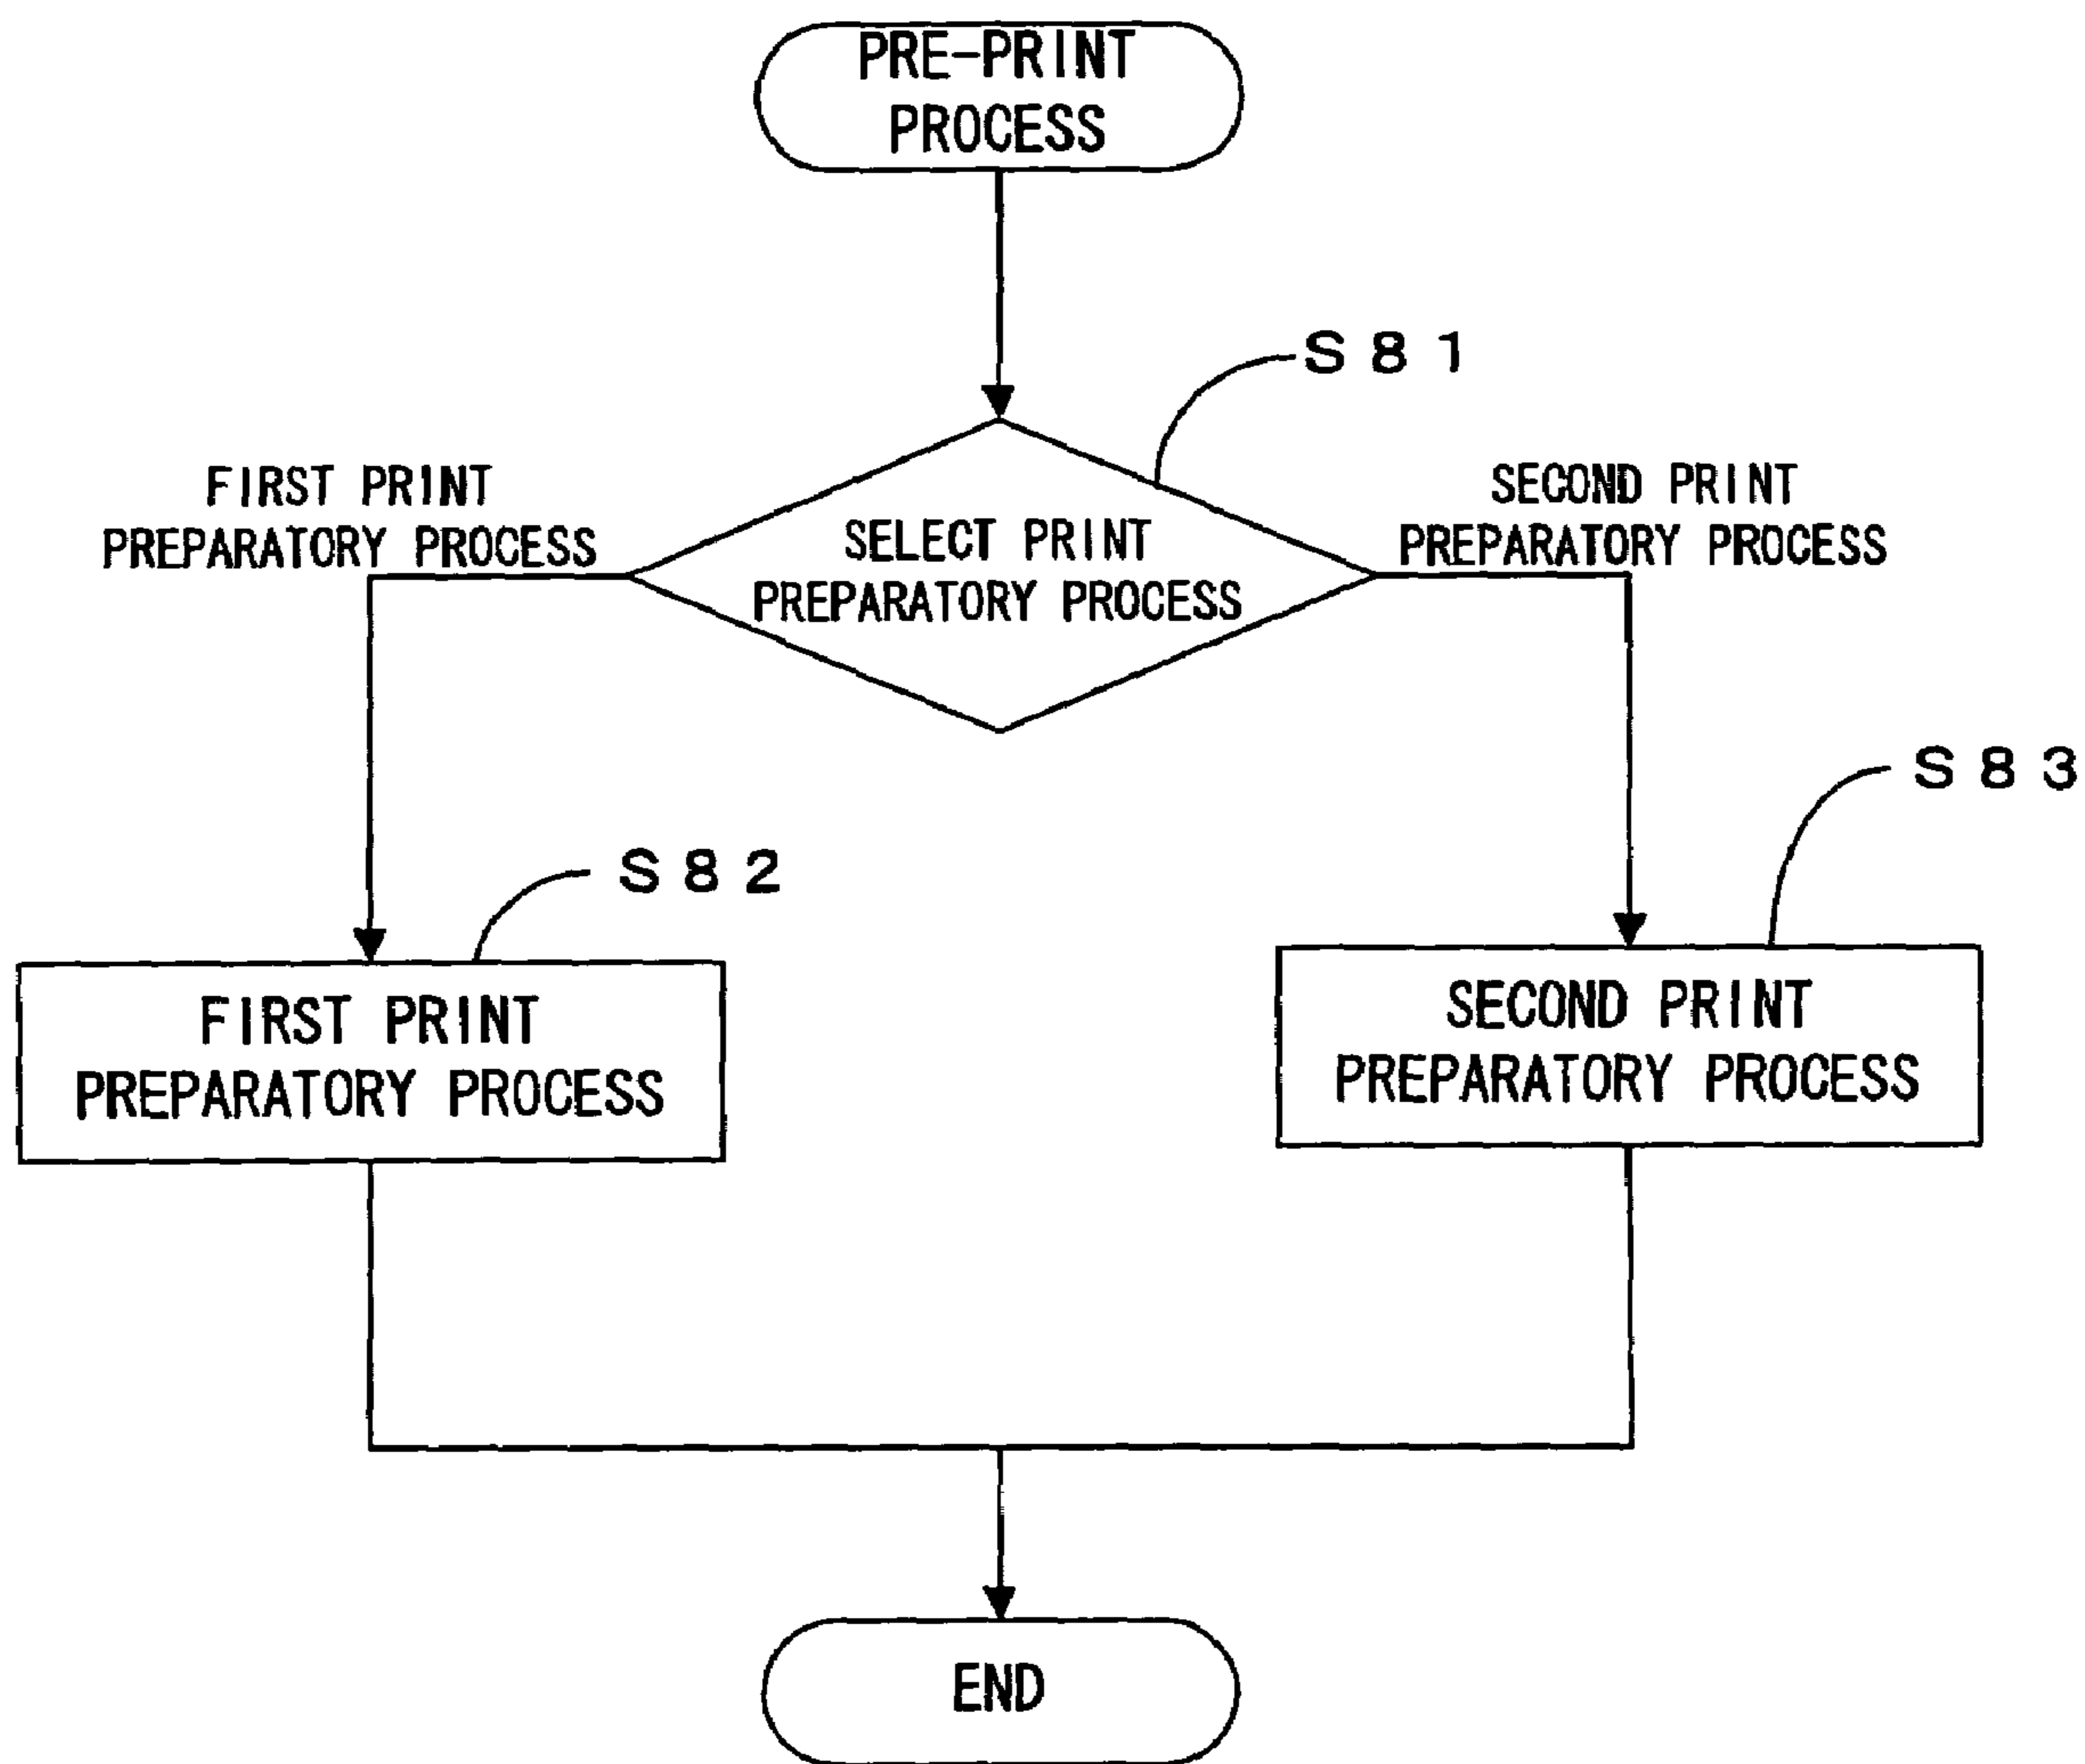 PRE-PRINT
PROCESS
S81
FIRST PRINT
PREPARATORY PROCESS
SELECT PRINT
PREPARATORY PROCESS
SECOND PRINT
PREPARATORY PROCESS
S83
S82
FIRST PRINT
PREPARATORY PROCESS
SECOND PRINT
PREPARATORY PROCESS
END